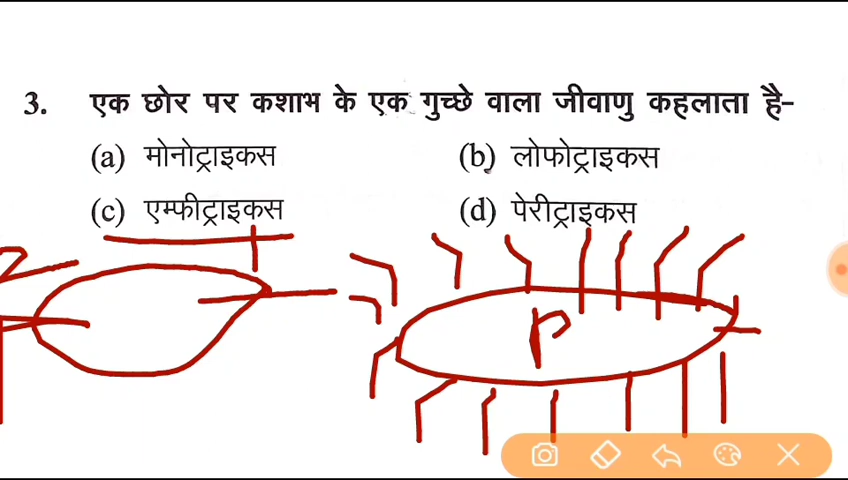 3. एक छोर पर कशाभ के एक गुच्छे वाला जीवाणु कहलाता है-
(a) मोनोट्राइकस (b) लोफोट्राइकस
(c) एम्फीट्राइकस (d) पेरीट्राइकस
P